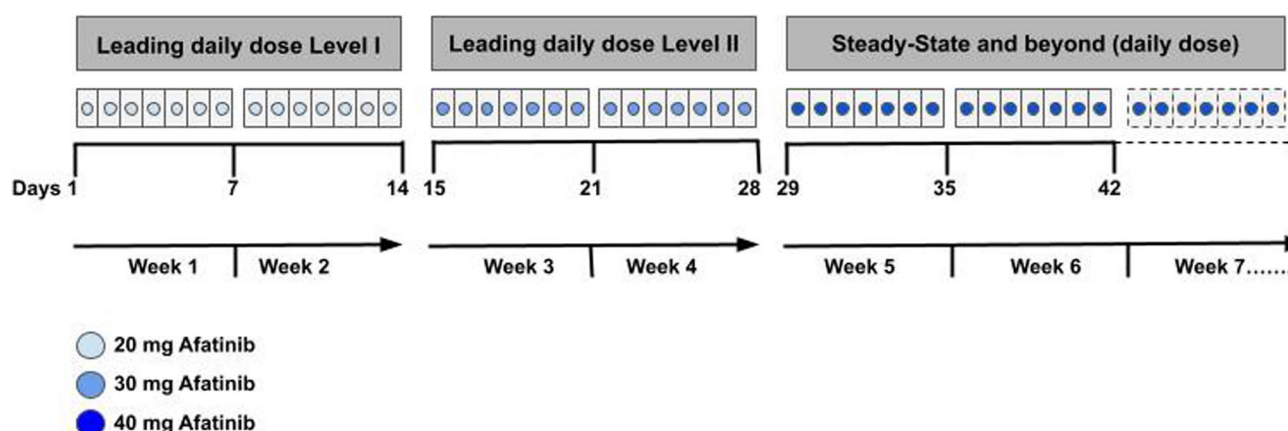 Leading daily dose Level I
Leading daily dose Level II
Steady-State and beyond (daily dose)
Days 1 7 14 15 21 28 29 35 42
Week 1 Week 2 Week 3 Week 4 Week 5 Week 6 Week 7.......
20 mg Afatinib
30 mg Afatinib
40 mg Afatinib